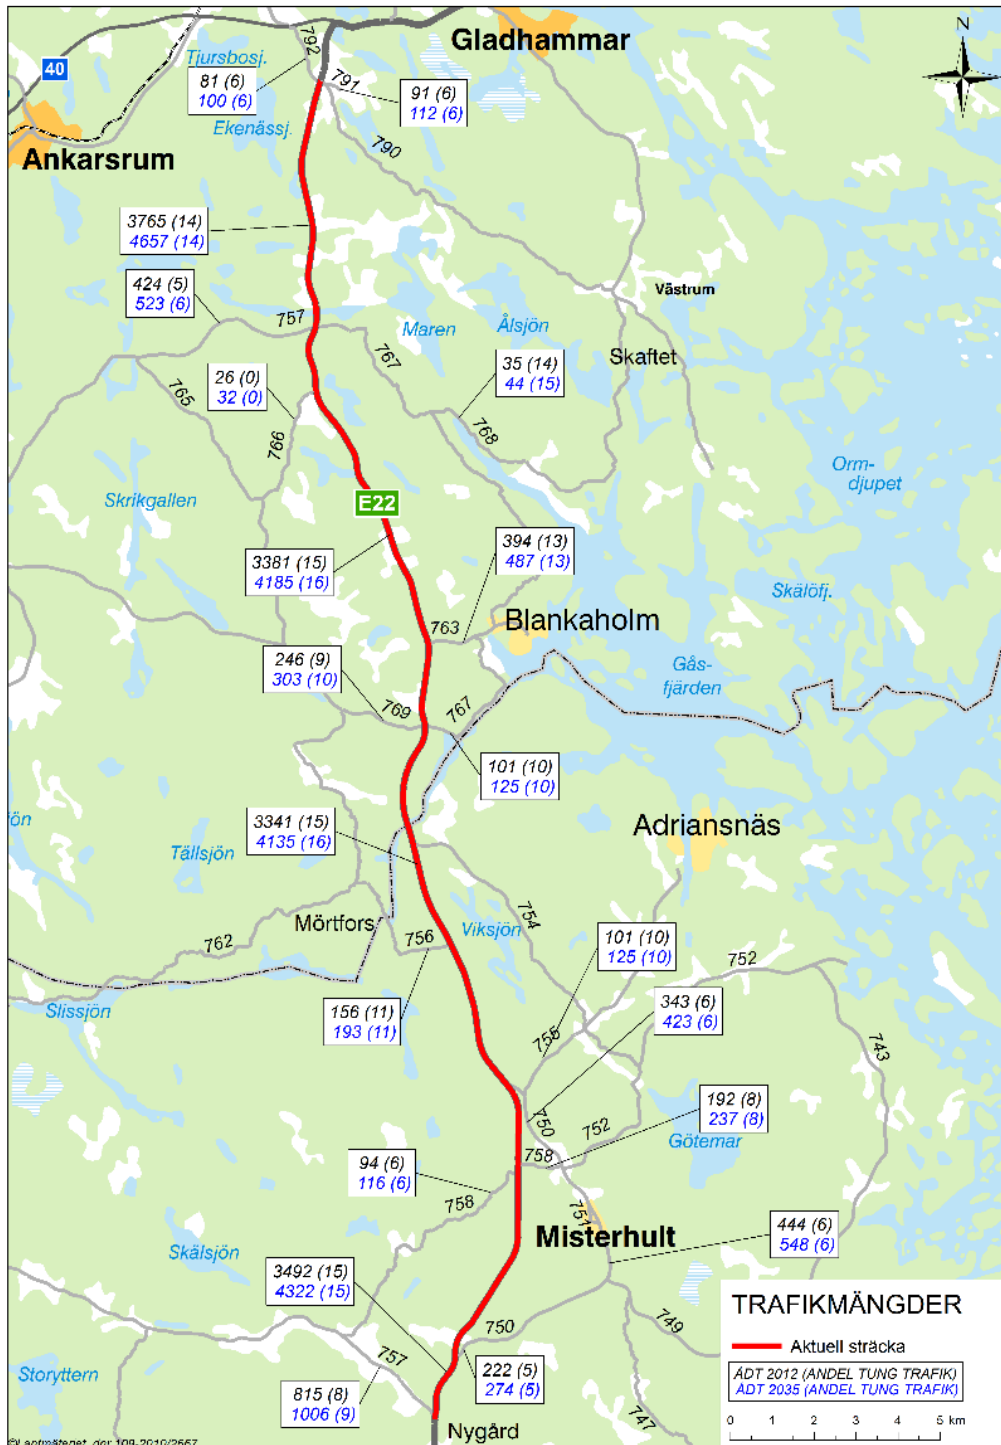 Gladhammar
N
792
Tjursbosj.
40
81 (6)
100 (6)
791
91 (6)
112 (6)
Ekenässj.
790
Ankarsrum
3765 (14)
4657 (14)
424 (5)
523 (6)
Västrum
757
Maren
Ålsjön
Skaftet
767
35 (14)
44 (15)
26 (0)
32 (0)
765
766
768
Skrikgallen
Orm-
djupet
E22
394 (13)
487 (13)
3381 (15)
4185 (16)
Skälöfj.
763
Blankaholm
246 (9)
303 (10)
Gås-
fjärden
769
767
101 (10)
125 (10)
jön
3341 (15)
4135 (16)
Adriansnäs
Tällsjön
Mörtfors
754
762
756
Viksjön
101 (10)
125 (10)
752
Slissjön
156 (11)
193 (11)
343 (6)
423 (6)
755
743
192 (8)
237 (8)
750
752
Götemar
94 (6)
116 (6)
758
758
751
Misterhult
444 (6)
548 (6)
Skälsjön
3492 (15)
4322 (15)
TRAFIKMÄNGDER
750
749
Aktuell sträcka
Storyttern
757
222 (5)
274 (5)
ÅDT 2012 (ANDEL TUNG TRAFIK)
ÅDT 2035 (ANDEL TUNG TRAFIK)
815 (8)
1006 (9)
Nygård
747
0 1 2 3 4 5 km
©Lantmäteriet, dnr 109-2010/2667